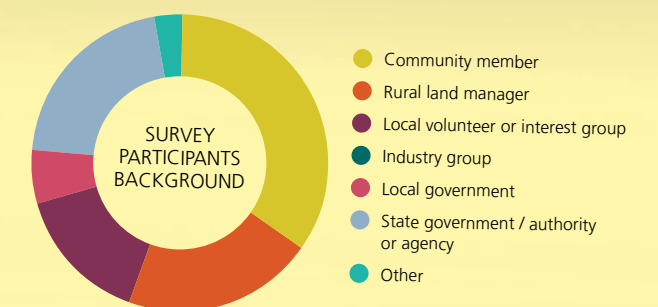 SURVEY
PARTICIPANTS
BACKGROUND
Community member
Rural land manager
Local volunteer or interest group
Industry group
Local government
State government / authority
or agency
Other